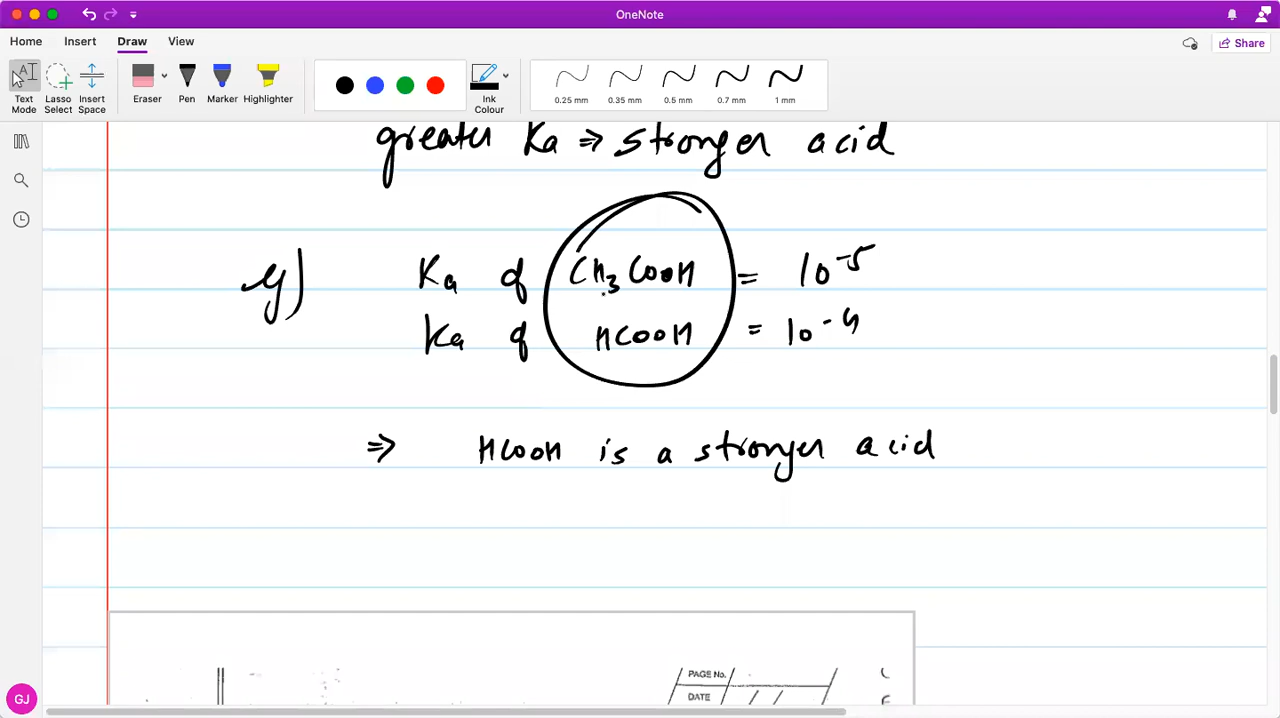 OneNote
Home Insert Draw View
Share
Text Mode
Lasso Select
Insert Space
Eraser
Pen
Marker
Highlighter
Ink Colour
0.25 mm
0.35 mm
0.5 mm
0.7 mm
1 mm
greater Ka ⇒ stronger acid
eg) Ka of CH3COOH = 10^-5
Ka of HCOOH = 10^-4
⇒ HCOOH is a stronger acid
PAGE No.
DATE / /
GJ